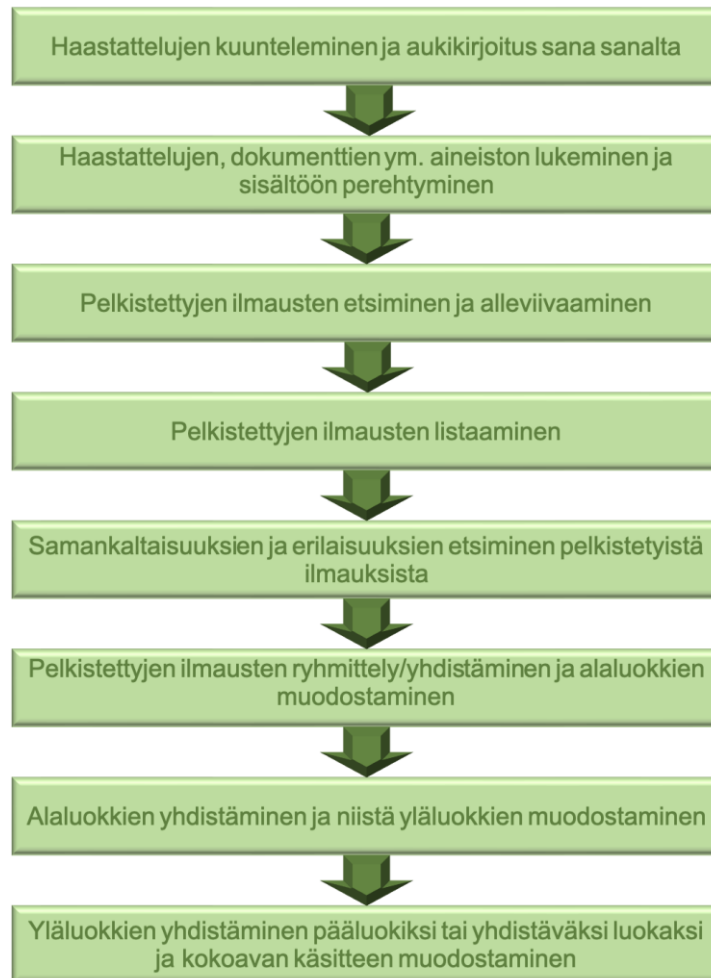 Haastattelujen kuunteleminen ja aukikirjoitus sana sanalta
Haastattelujen, dokumenttien ym. aineiston lukeminen ja
sisältöön perehtyminen
Pelkistettyjen ilmausten etsiminen ja alleviivaaminen
Pelkistettyjen ilmausten listaaminen
Samankaltaisuuksien ja erilaisuuksien etsiminen pelkistetyistä
ilmauksista
Pelkistettyjen ilmausten ryhmittely/yhdistäminen ja alaluokkien
muodostaminen
Alaluokkien yhdistäminen ja niistä yläluokkien muodostaminen
Yläluokkien yhdistäminen pääluokiksi tai yhdistäväksi luokaksi
ja kokoavan käsitteen muodostaminen